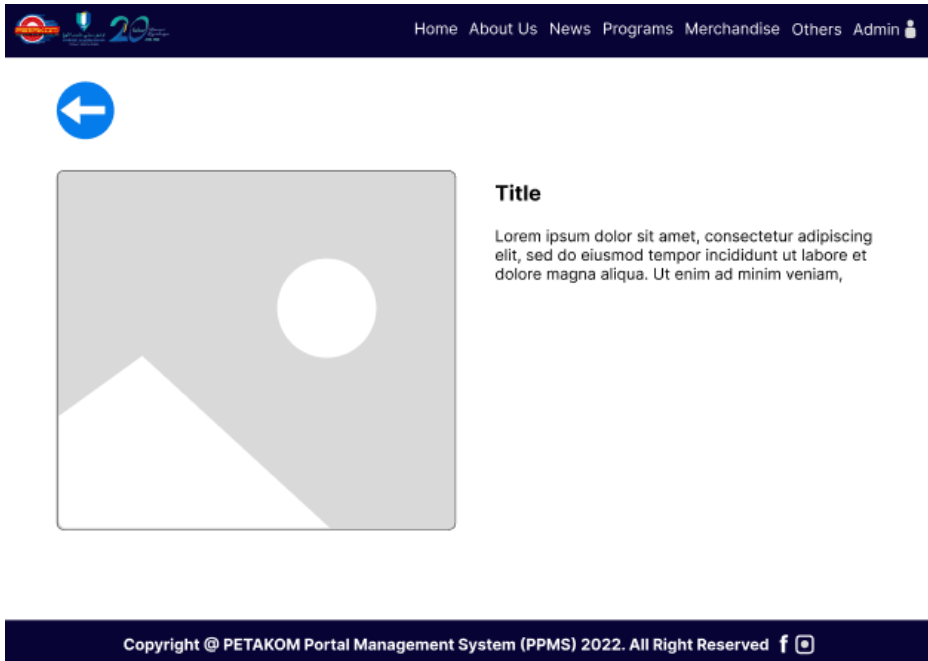 PETAKOM
20
Home About Us News Programs Merchandise Others Admin
Title
Lorem ipsum dolor sit amet, consectetur adipiscing
elit, sed do eiusmod tempor incididunt ut labore et
dolore magna aliqua. Ut enim ad minim veniam,
Copyright @ PETAKOM Portal Management System (PPMS) 2022. All Right Reserved